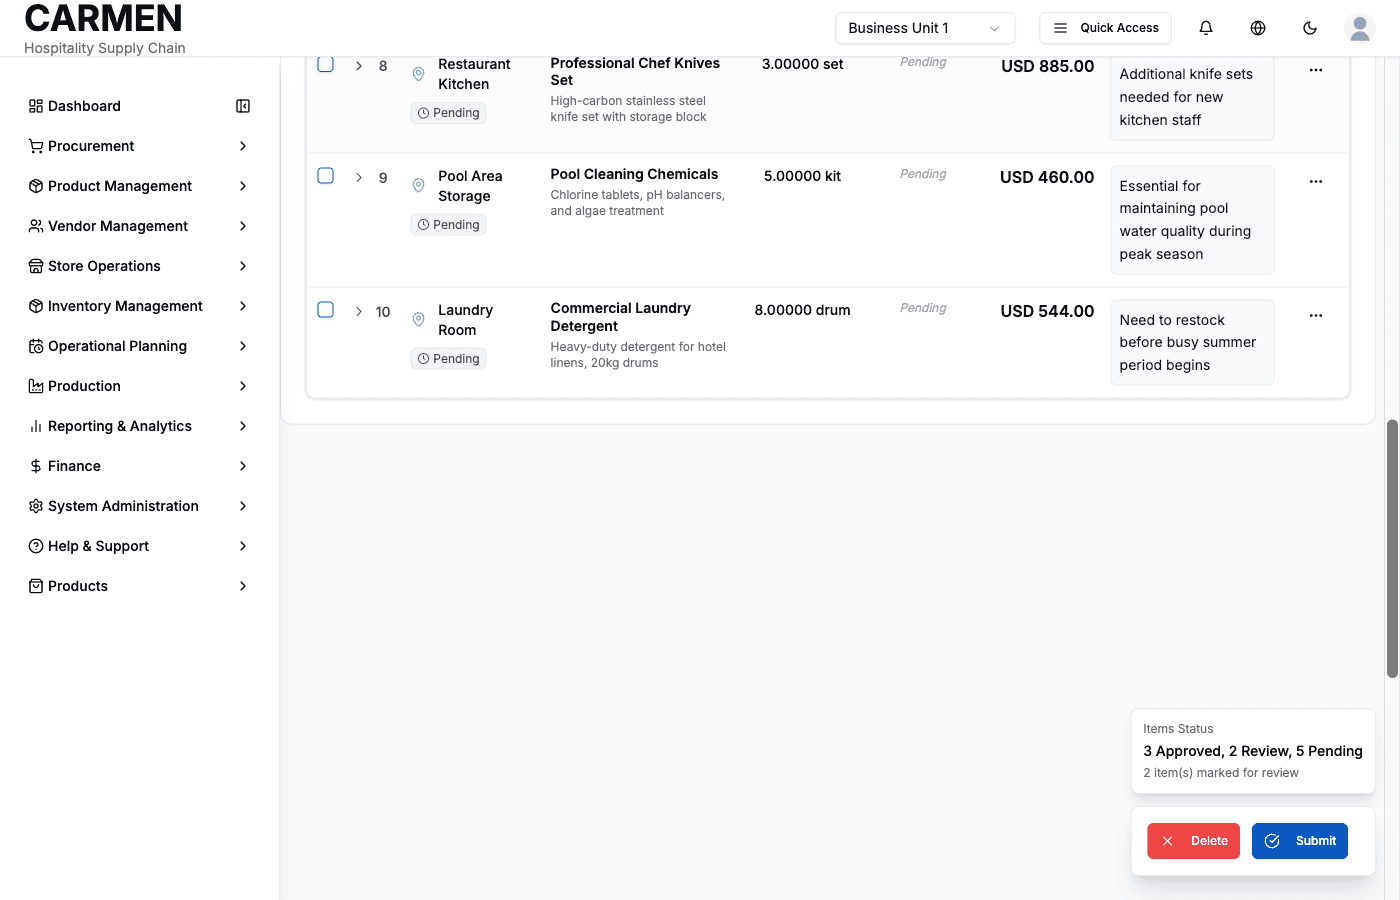 CARMEN
Hospitality Supply Chain
Business Unit 1
Quick Access
Dashboard
Procurement
Product Management
Vendor Management
Store Operations
Inventory Management
Operational Planning
Production
Reporting & Analytics
Finance
System Administration
Help & Support
Products
8
Restaurant
Kitchen
Pending
Professional Chef Knives
Set
High-carbon stainless steel
knife set with storage block
3.00000 set
Pending
USD 885.00
Additional knife sets
needed for new
kitchen staff
9
Pool Area
Storage
Pending
Pool Cleaning Chemicals
Chlorine tablets, pH balancers,
and algae treatment
5.00000 kit
Pending
USD 460.00
Essential for
maintaining pool
water quality during
peak season
10
Laundry
Room
Pending
Commercial Laundry
Detergent
Heavy-duty detergent for hotel
linens, 20kg drums
8.00000 drum
Pending
USD 544.00
Need to restock
before busy summer
period begins
Items Status
3 Approved, 2 Review, 5 Pending
2 item(s) marked for review
Delete
Submit